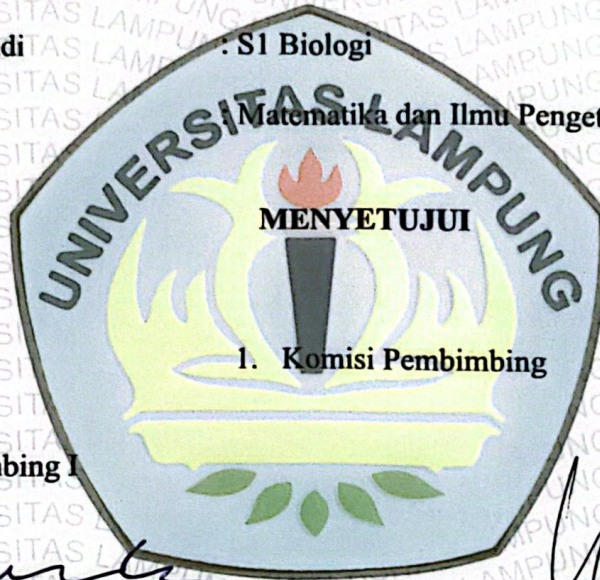 di : S1 Biologi
: Matematika dan Ilmu Penget
UNIVERSITAS LAMPUNG
MENYETUJUI
1. Komisi Pembimbing
bing I